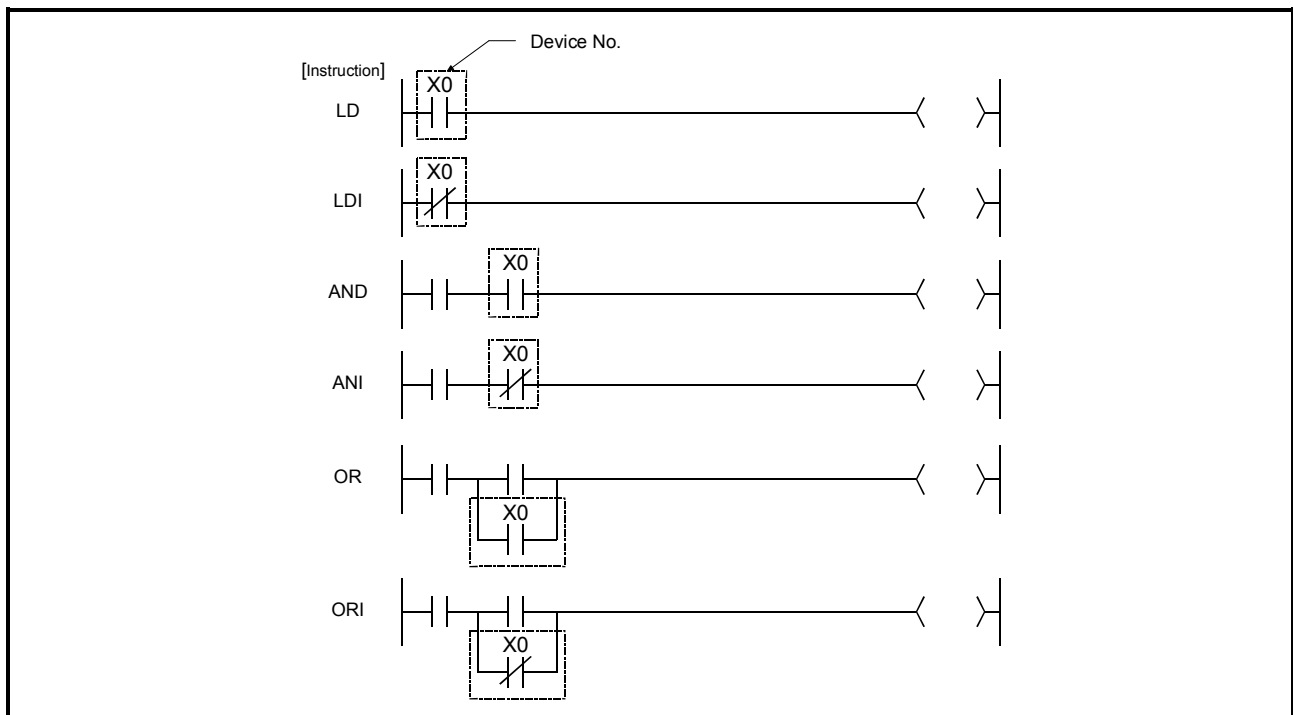 Device No.
[Instruction]
X0
LD
X0
LDI
X0
AND
X0
ANI
OR
X0
ORI
X0